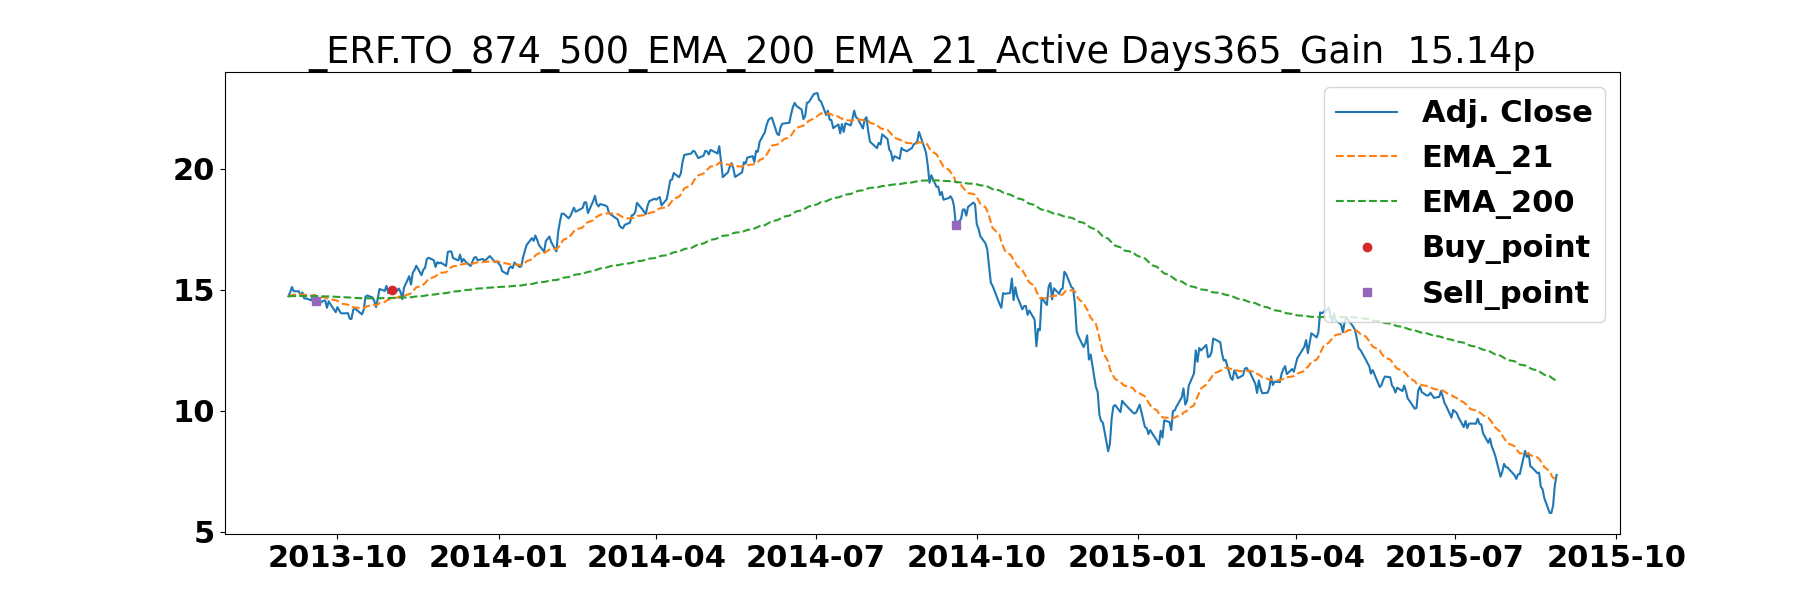 _ERF.TO_874_500_EMA_200_EMA_21_Active Days365_Gain  15.14p
Adj. Close
EMA_21
EMA_200
Buy_point
Sell_point
20
15
10
5
2013-10 2014-01 2014-04 2014-07 2014-10 2015-01 2015-04 2015-07 2015-10